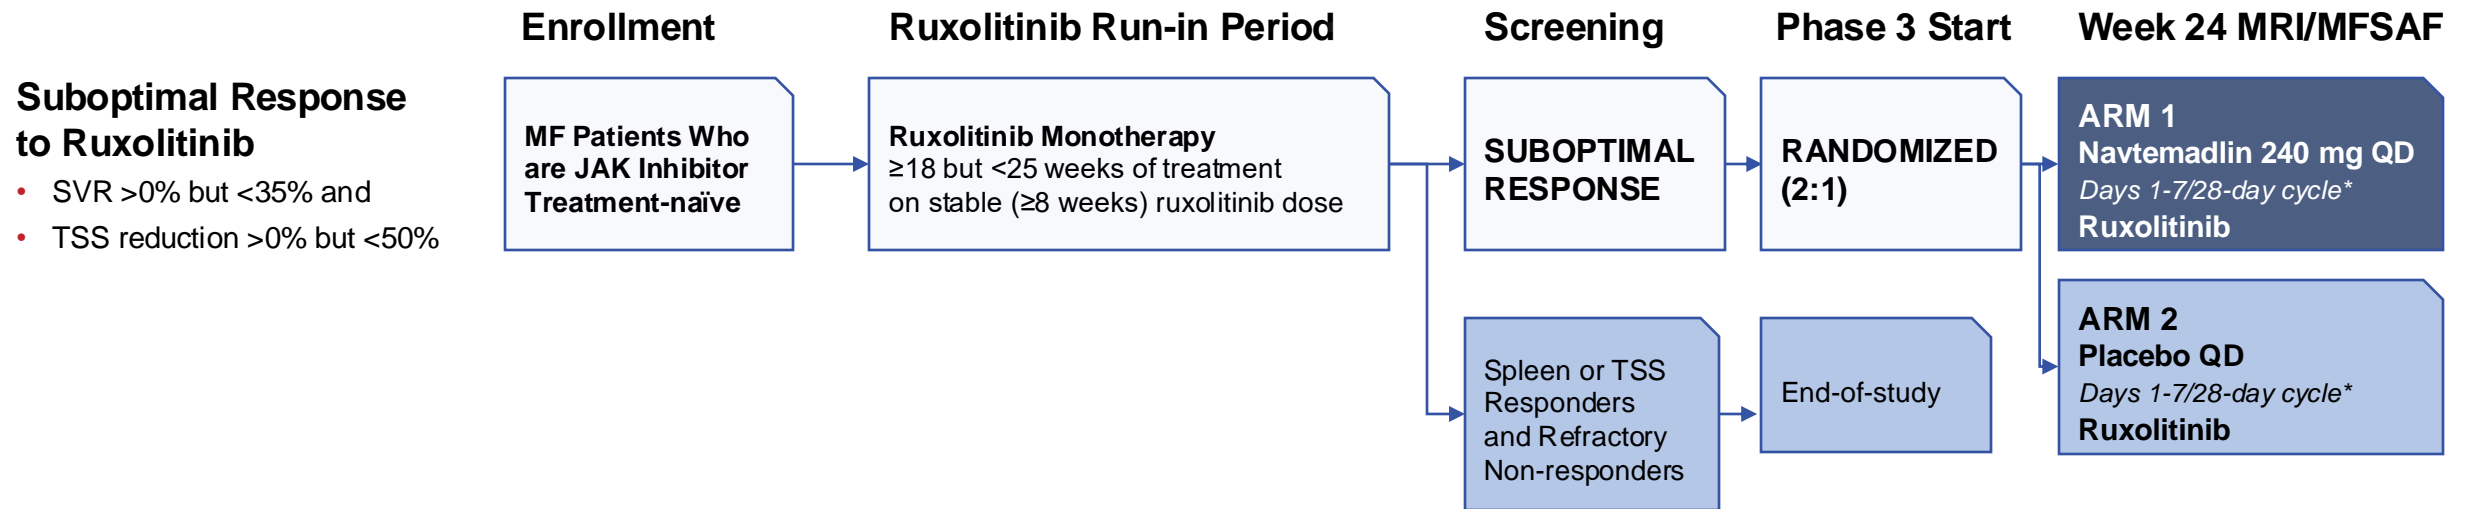 Suboptimal Response
to Ruxolitinib
• SVR >0% but <35% and
• TSS reduction >0% but <50%
Enrollment
MF Patients Who
are JAK Inhibitor
Treatment-naïve
Ruxolitinib Run-in Period
Ruxolitinib Monotherapy
≥18 but <25 weeks of treatment
on stable (≥8 weeks) ruxolitinib dose
Screening
SUBOPTIMAL
RESPONSE
Spleen or TSS
Responders
and Refractory
Non-responders
Phase 3 Start
RANDOMIZED
(2:1)
End-of-study
Week 24 MRI/MFSAF
ARM 1
Navtemadlin 240 mg QD
Days 1-7/28-day cycle*
Ruxolitinib
ARM 2
Placebo QD
Days 1-7/28-day cycle*
Ruxolitinib